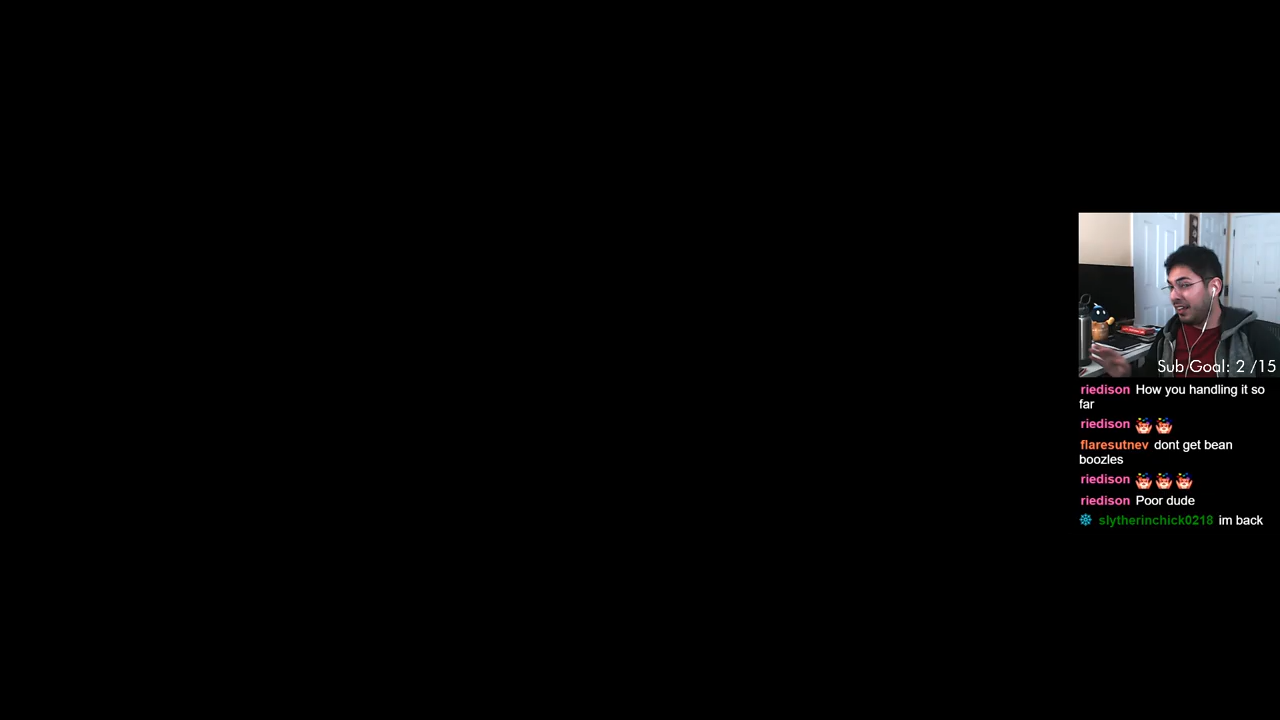 Sub Goal: 2 /15
riedison How you handling it so
far
riedison
flaresutnev dont get bean
boozles
riedison
riedison Poor dude
slytherinchick0218 im back